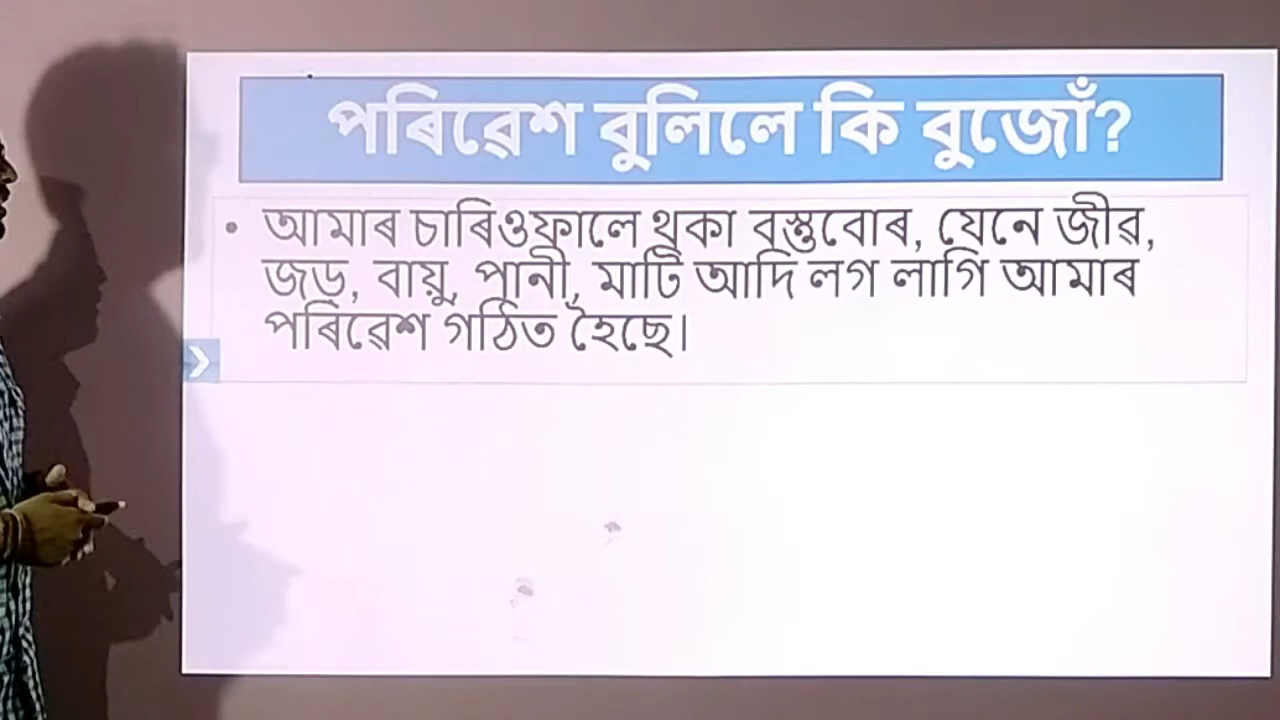 পৰিৱেশ বুলিলে কি বুজোঁ?
• আমাৰ চাৰিওফালে থকা বস্তুবোৰ, যেনে জীৱ,
জড়, বায়ু, পানী, মাটি আদি লগ লাগি আমাৰ
পৰিৱেশ গঠিত হৈছে।